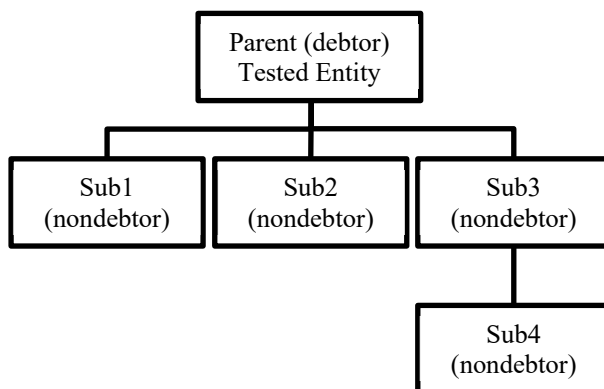 Parent (debtor)
Tested Entity
Sub1
(nondebtor)
Sub2
(nondebtor)
Sub3
(nondebtor)
Sub4
(nondebtor)